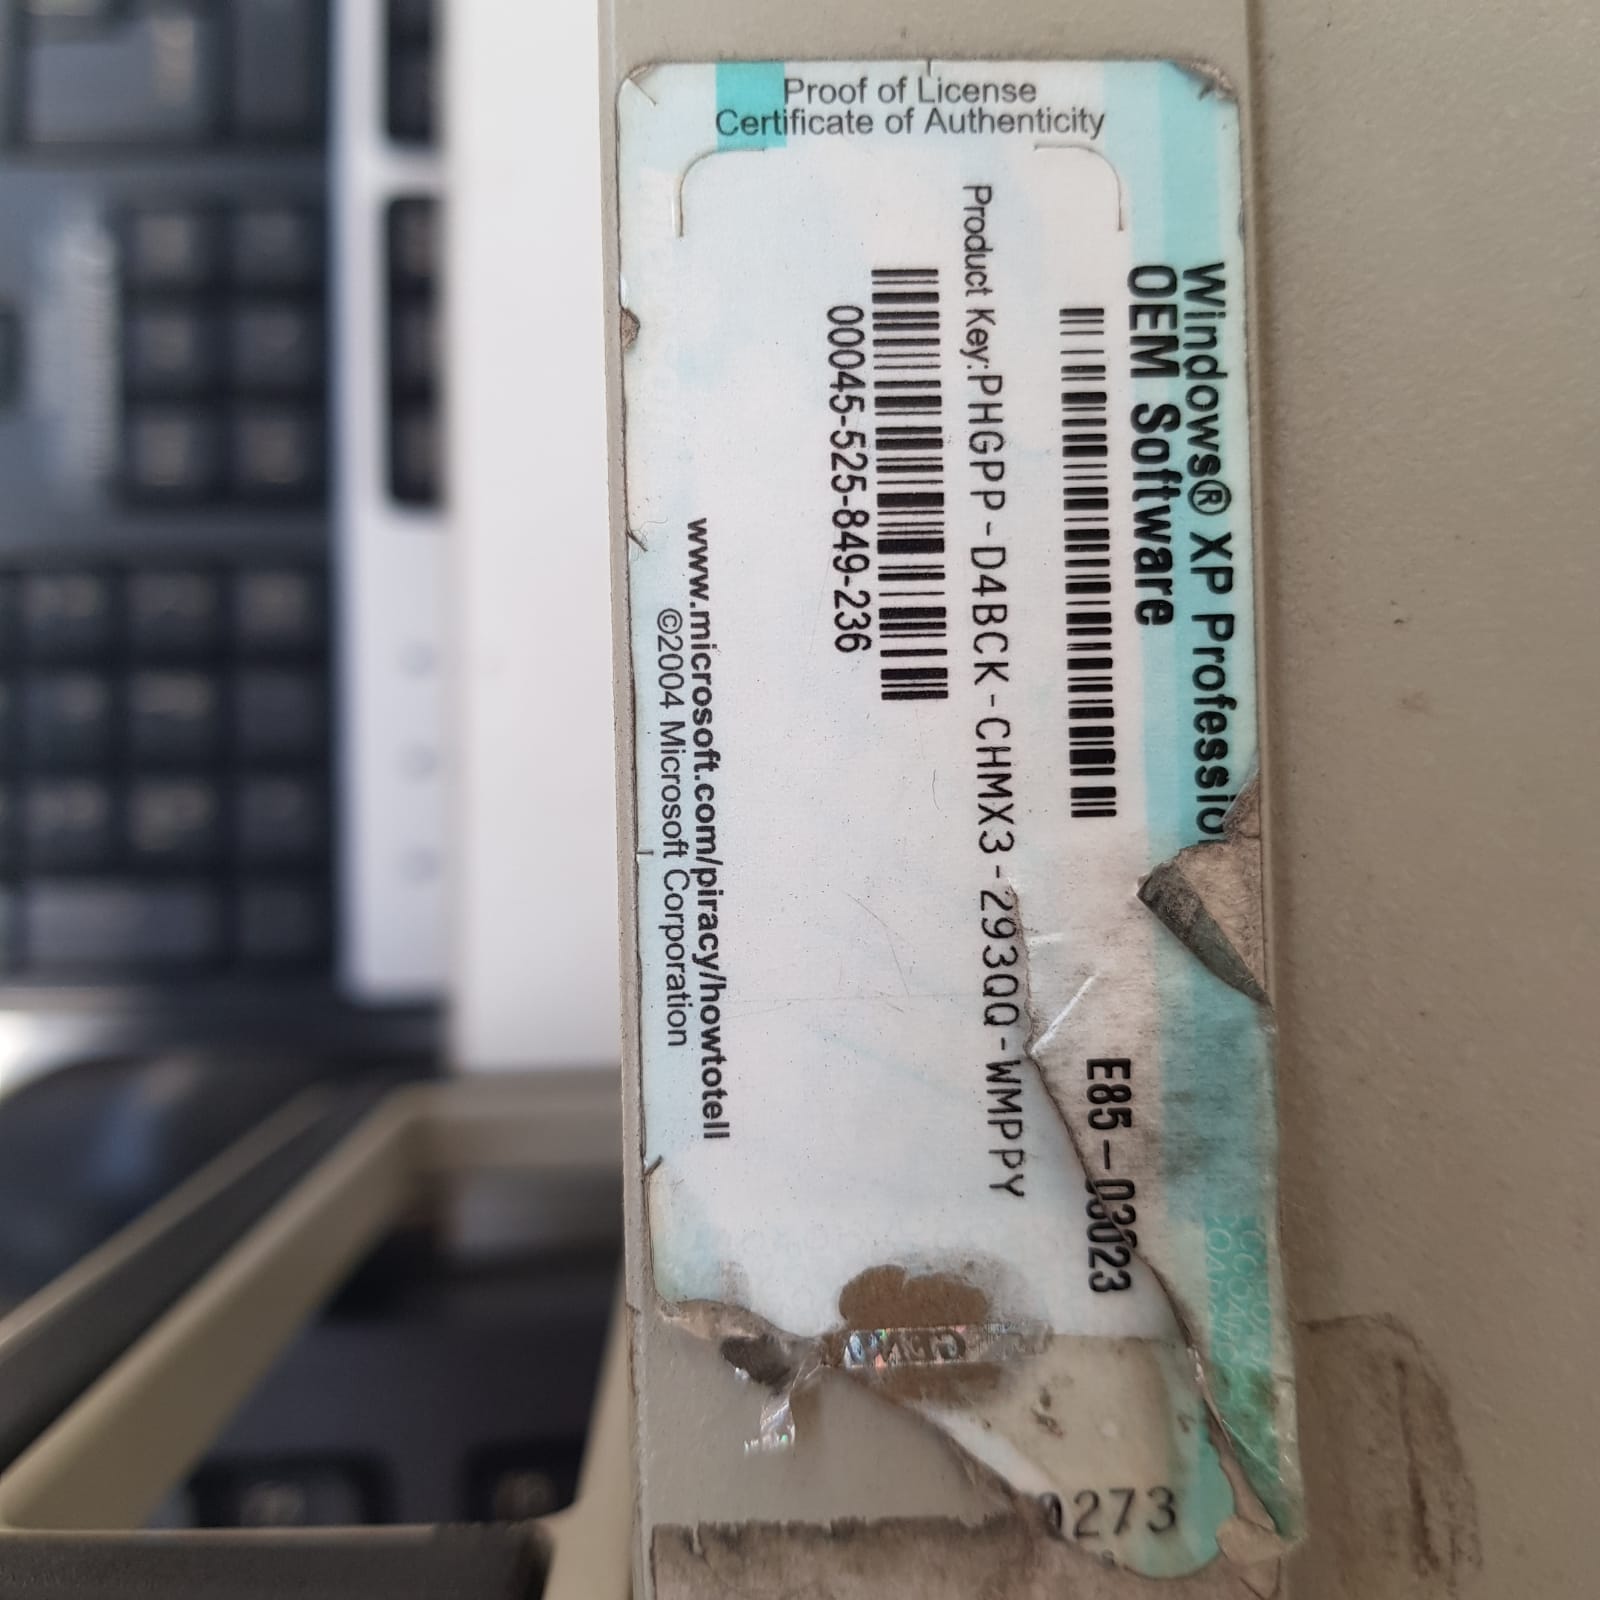 Proof of License
Certificate of Authenticity
Windows® XP Professio
OEM Software
E85-03023
Product Key:PHGPP-D4BCK-CHMX3-293QQ-WMPPY
00045-525-849-236
www.microsoft.com/piracy/howtotell
©2004 Microsoft Corporation
0273